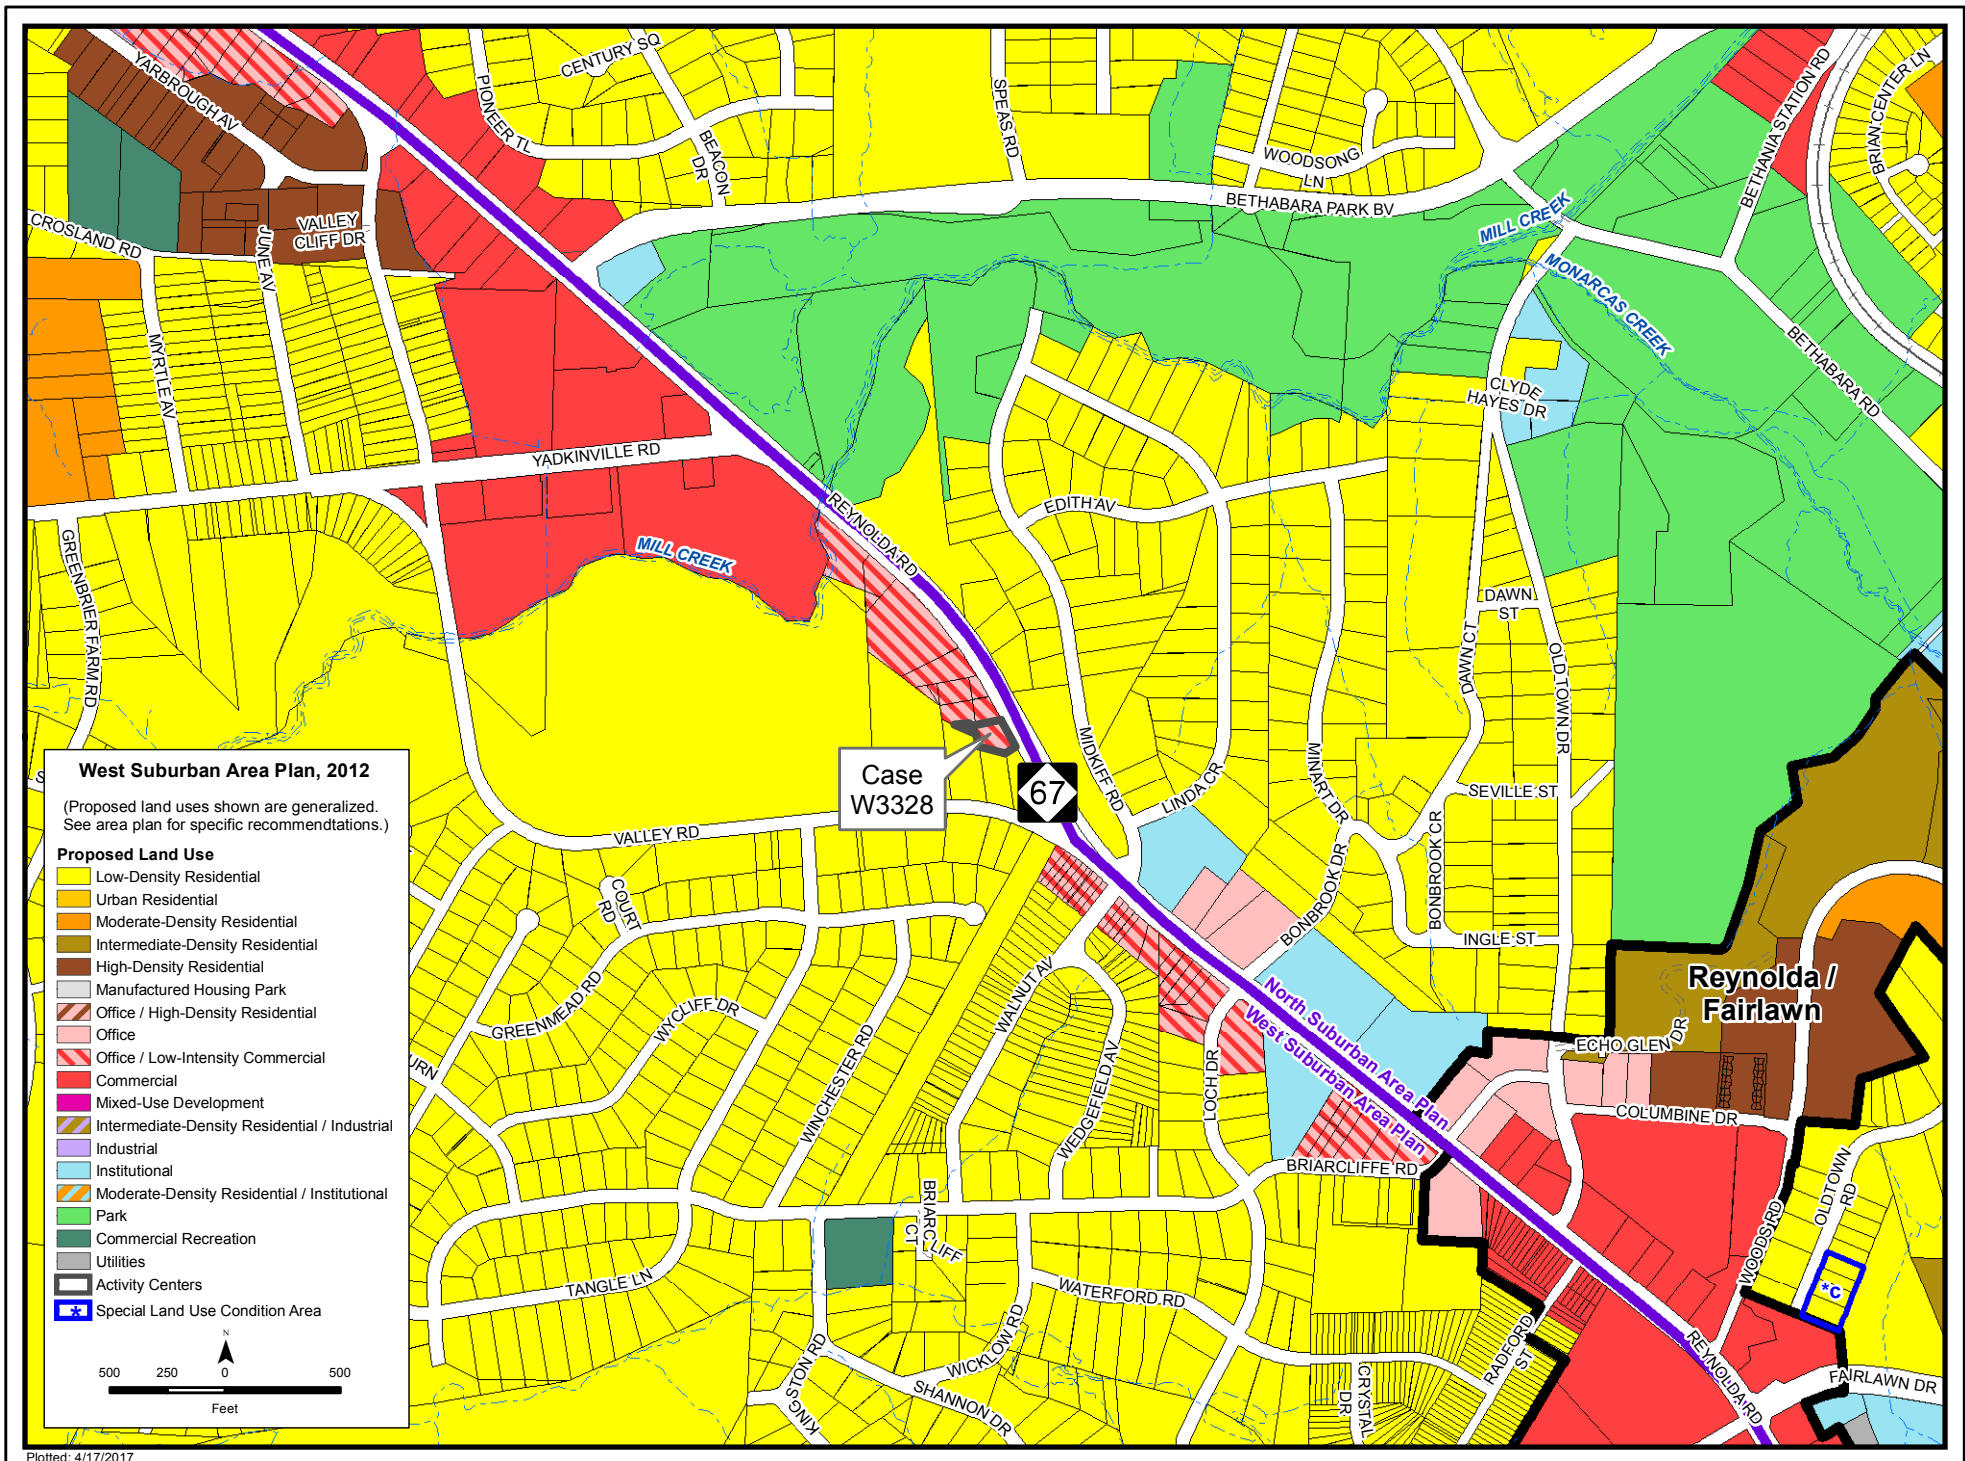 YARBROUGH AV
CENTURY SQ
PIONEER TL
BEACON
DR
SPEAS RD
WOODSONG
LN
BETHABARA PARK BV
BETHANIA STATION RD
BRIAN CENTER LN
CROSLAND RD
JUNE AV
VALLEY
CLIFF DR
MILL CREEK
MONARCAS CREEK
BETHABARA RD
MYRTLE AV
CLYDE
HAYES DR
YADKINVILLE RD
REYNOLDA RD
EDITH AV
MILL CREEK
GREENBRIER FARM RD
DAWN
ST
DAWN CT
OLDTOWN DR
MIDKIFF RD
LINDA CR
MINART DR
SEVILLE ST
Case
W3328
67
VALLEY RD
BONBROOK DR
BONBROOK CR
INGLE ST
COURT
RD
GREENMEAD RD
WYCLIFF DR
WINCHESTER RD
WALNUT AV
WEDGEFIELD AV
LOCH DR
North Suburban Area Plan
West Suburban Area Plan
Reynolda /
Fairlawn
ECHO GLEN DR
COLUMBINE DR
BRIARCLIFFE RD
BRIARCLIFF
CT
OLDTOWN
RD
WOODS RD
*C
TANGLE LN
WATERFORD RD
WICKLOW RD
KINGSTON RD
SHANNON DR
CRYSTAL
DR
RADFORD
ST
REYNOLDA RD
FAIRLAWN DR
URN
S
West Suburban Area Plan, 2012
(Proposed land uses shown are generalized.
See area plan for specific recommendtations.)
Proposed Land Use
Low-Density Residential
Urban Residential
Moderate-Density Residential
Intermediate-Density Residential
High-Density Residential
Manufactured Housing Park
Office / High-Density Residential
Office
Office / Low-Intensity Commercial
Commercial
Mixed-Use Development
Intermediate-Density Residential / Industrial
Industrial
Institutional
Moderate-Density Residential / Institutional
Park
Commercial Recreation
Utilities
Activity Centers
* Special Land Use Condition Area
N
500 250 0 500
Feet
Plotted: 4/17/2017